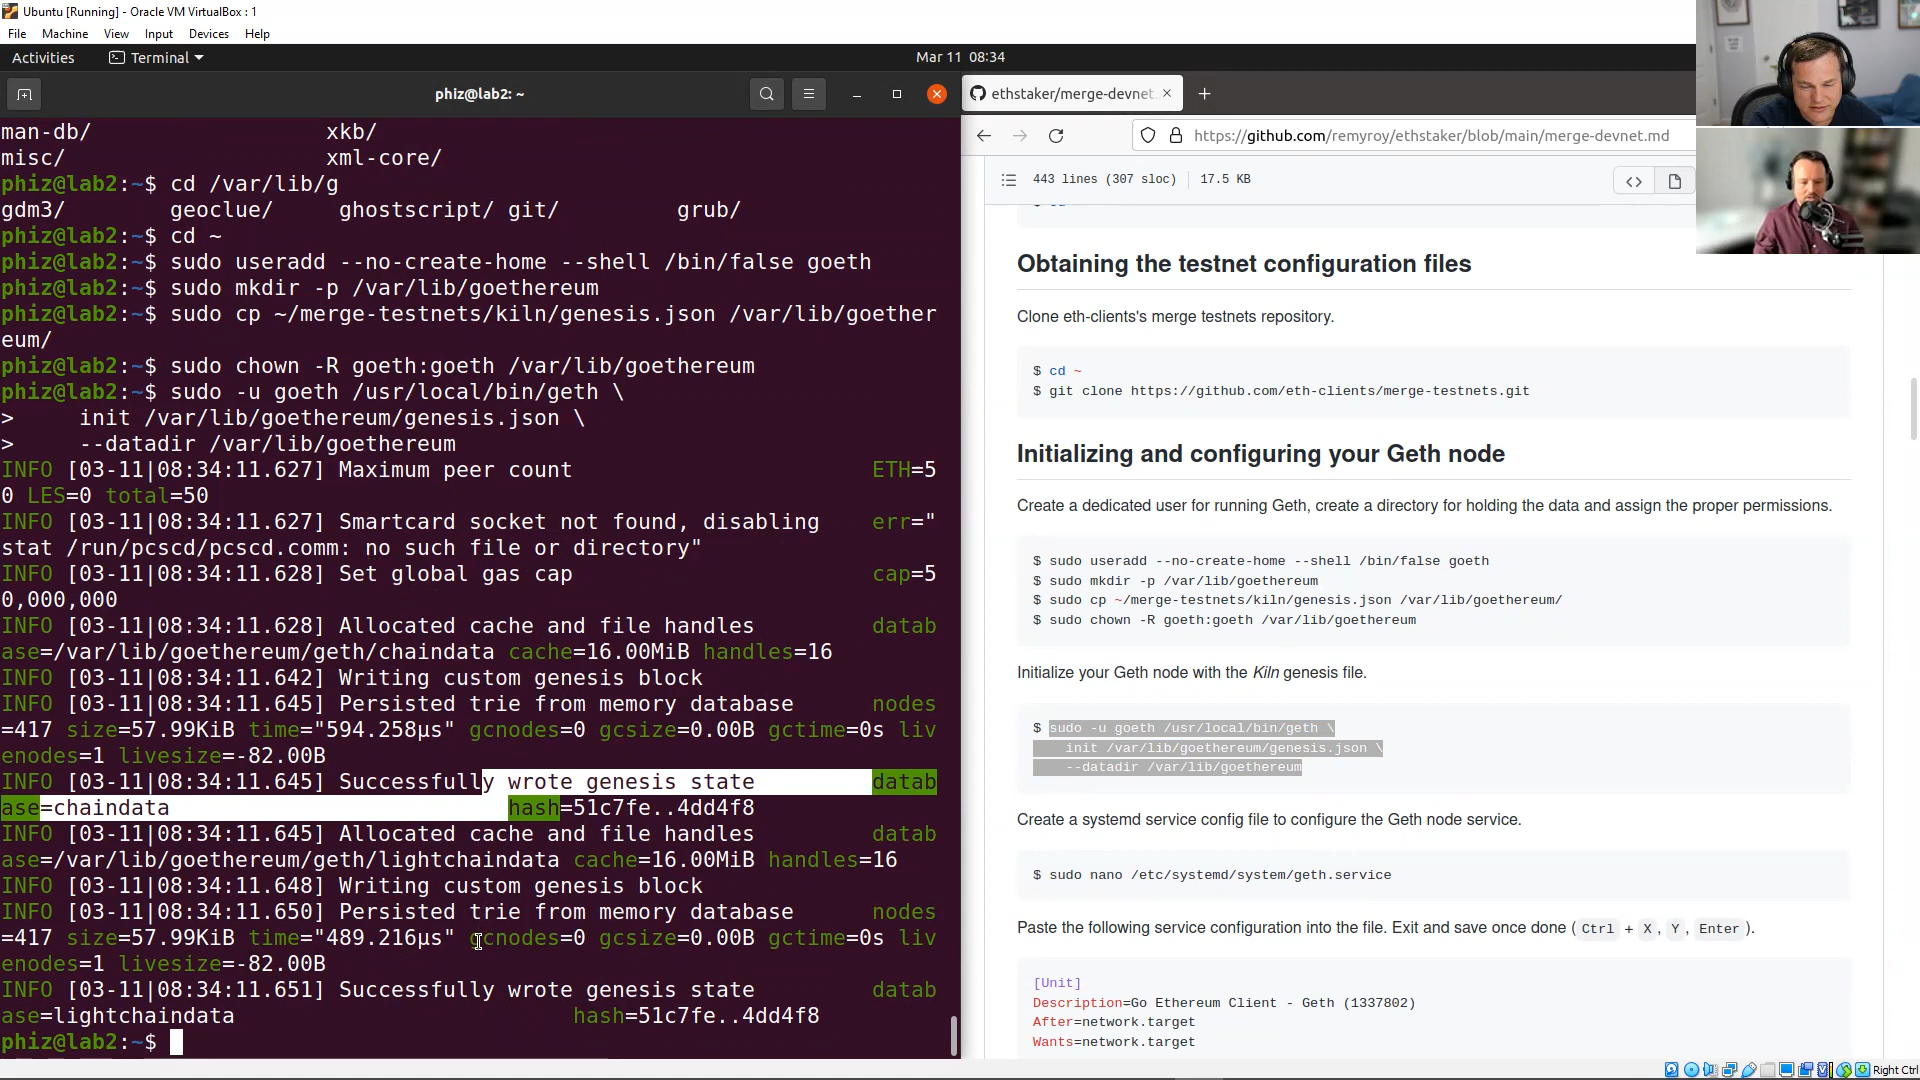 Ubuntu [Running] - Oracle VM VirtualBox : 1
File Machine View Input Devices Help
Activities Terminal Mar 11 08:34
phiz@lab2: ~
man-db/ xkb/
misc/ xml-core/
phiz@lab2:~$ cd /var/lib/g
gdm3/ geoclue/ ghostscript/ git/ grub/
phiz@lab2:~$ cd ~
phiz@lab2:~$ sudo useradd --no-create-home --shell /bin/false goeth
phiz@lab2:~$ sudo mkdir -p /var/lib/goethereum
phiz@lab2:~$ sudo cp ~/merge-testnets/kiln/genesis.json /var/lib/goether
eum/
phiz@lab2:~$ sudo chown -R goeth:goeth /var/lib/goethereum
phiz@lab2:~$ sudo -u goeth /usr/local/bin/geth \
> init /var/lib/goethereum/genesis.json \
> --datadir /var/lib/goethereum
INFO [03-11|08:34:11.627] Maximum peer count ETH=5
0 LES=0 total=50
INFO [03-11|08:34:11.627] Smartcard socket not found, disabling err="
stat /run/pcscd/pcscd.comm: no such file or directory"
INFO [03-11|08:34:11.628] Set global gas cap cap=5
0,000,000
INFO [03-11|08:34:11.628] Allocated cache and file handles datab
ase=/var/lib/goethereum/geth/chaindata cache=16.00MiB handles=16
INFO [03-11|08:34:11.642] Writing custom genesis block
INFO [03-11|08:34:11.645] Persisted trie from memory database nodes
=417 size=57.99KiB time="594.258µs" gcnodes=0 gcsize=0.00B gctime=0s liv
enodes=1 livesize=-82.00B
INFO [03-11|08:34:11.645] Successfully wrote genesis state datab
ase=chaindata hash=51c7fe..4dd4f8
INFO [03-11|08:34:11.645] Allocated cache and file handles datab
ase=/var/lib/goethereum/geth/lightchaindata cache=16.00MiB handles=16
INFO [03-11|08:34:11.648] Writing custom genesis block
INFO [03-11|08:34:11.650] Persisted trie from memory database nodes
=417 size=57.99KiB time="489.216µs" gcnodes=0 gcsize=0.00B gctime=0s liv
enodes=1 livesize=-82.00B
INFO [03-11|08:34:11.651] Successfully wrote genesis state datab
ase=lightchaindata hash=51c7fe..4dd4f8
phiz@lab2:~$
ethstaker/merge-devnet.
https://github.com/remyroy/ethstaker/blob/main/merge-devnet.md
443 lines (307 sloc) 17.5 KB
Obtaining the testnet configuration files
Clone eth-clients's merge testnets repository.
$ cd ~
$ git clone https://github.com/eth-clients/merge-testnets.git
Initializing and configuring your Geth node
Create a dedicated user for running Geth, create a directory for holding the data and assign the proper permissions.
$ sudo useradd --no-create-home --shell /bin/false goeth
$ sudo mkdir -p /var/lib/goethereum
$ sudo cp ~/merge-testnets/kiln/genesis.json /var/lib/goethereum/
$ sudo chown -R goeth:goeth /var/lib/goethereum
Initialize your Geth node with the Kiln genesis file.
$ sudo -u goeth /usr/local/bin/geth \
init /var/lib/goethereum/genesis.json \
--datadir /var/lib/goethereum
Create a systemd service config file to configure the Geth node service.
$ sudo nano /etc/systemd/system/geth.service
Paste the following service configuration into the file. Exit and save once done (Ctrl + X, Y, Enter).
[Unit]
Description=Go Ethereum Client - Geth (1337802)
After=network.target
Wants=network.target
Right Ctrl